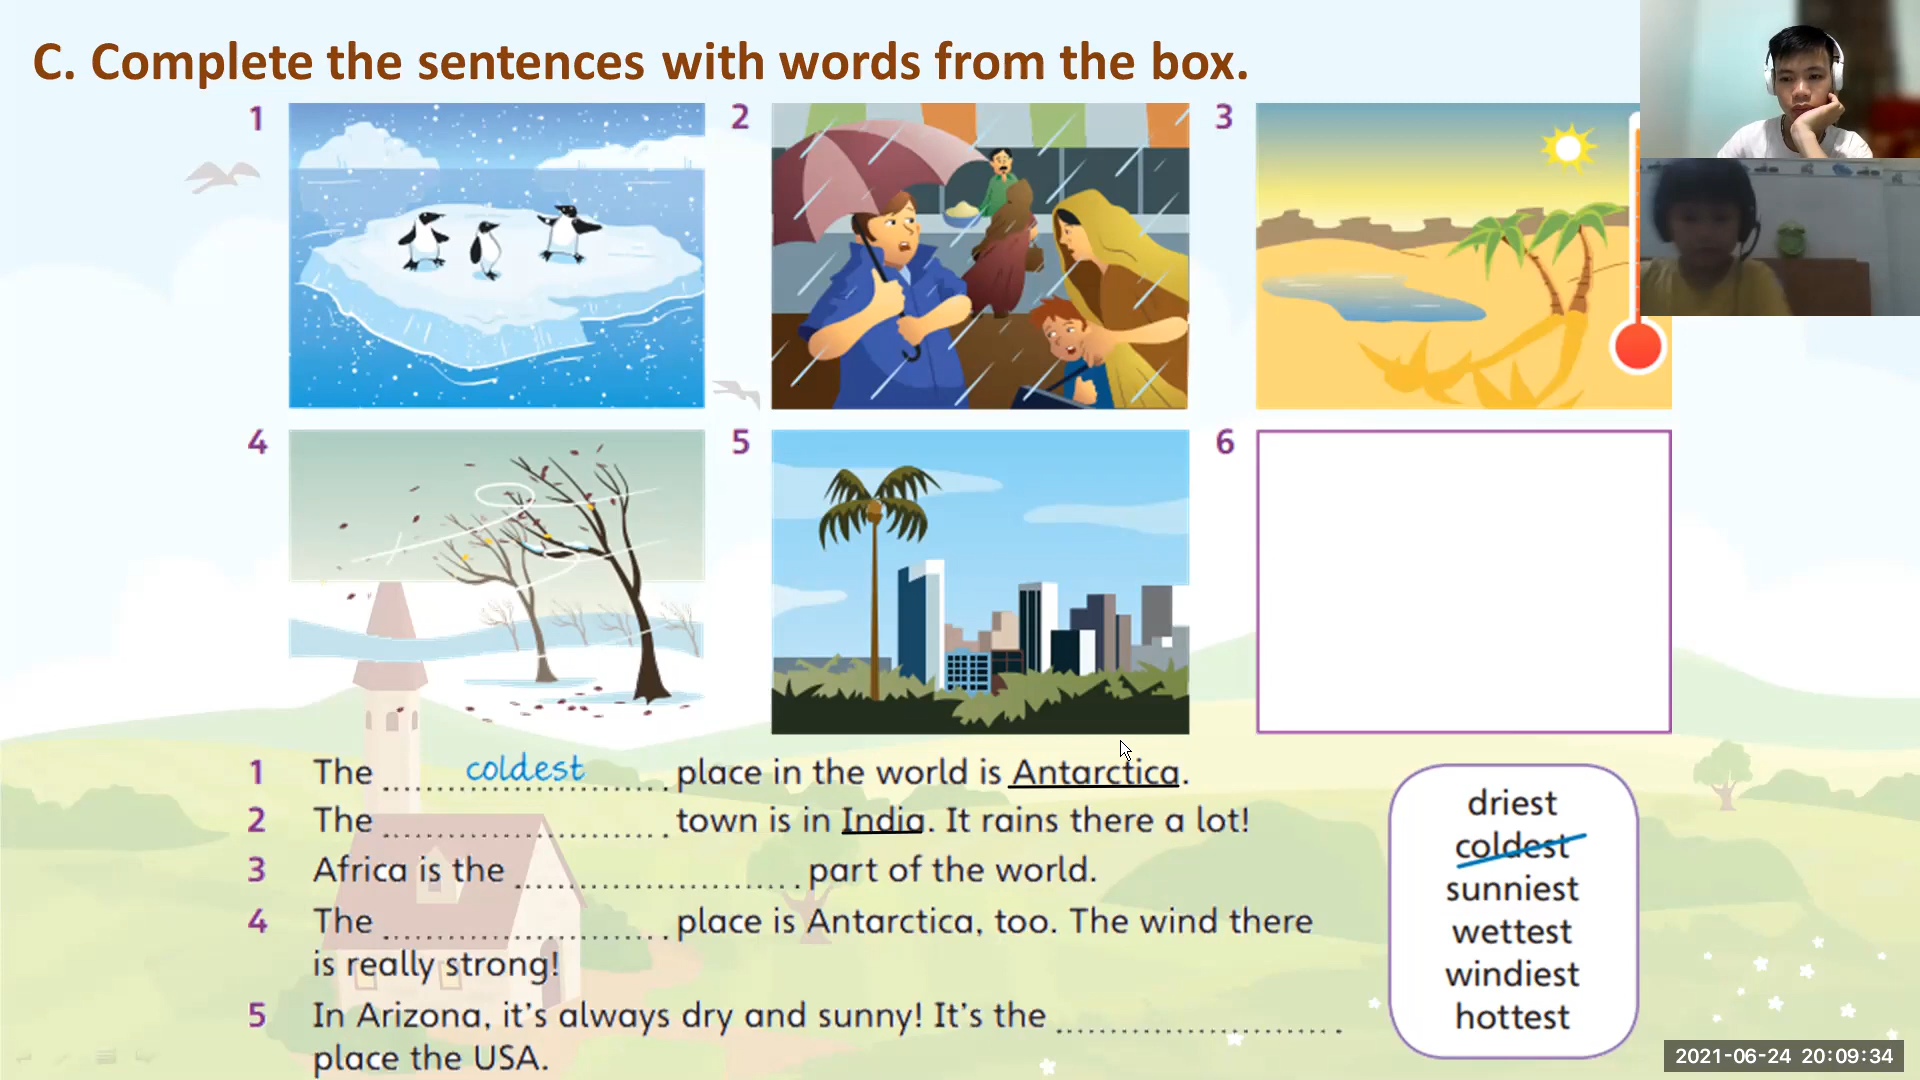 C. Complete the sentences with words from the box.
1
2
3
4
5
6
1 The coldest place in the world is Antarctica.
2 The ........................ town is in India. It rains there a lot!
3 Africa is the ........................ part of the world.
4 The ........................ place is Antarctica, too. The wind there
is really strong!
5 In Arizona, it's always dry and sunny! It's the ........................
place the USA.
driest
coldest
sunniest
wettest
windiest
hottest
2021-06-24 20:09:34